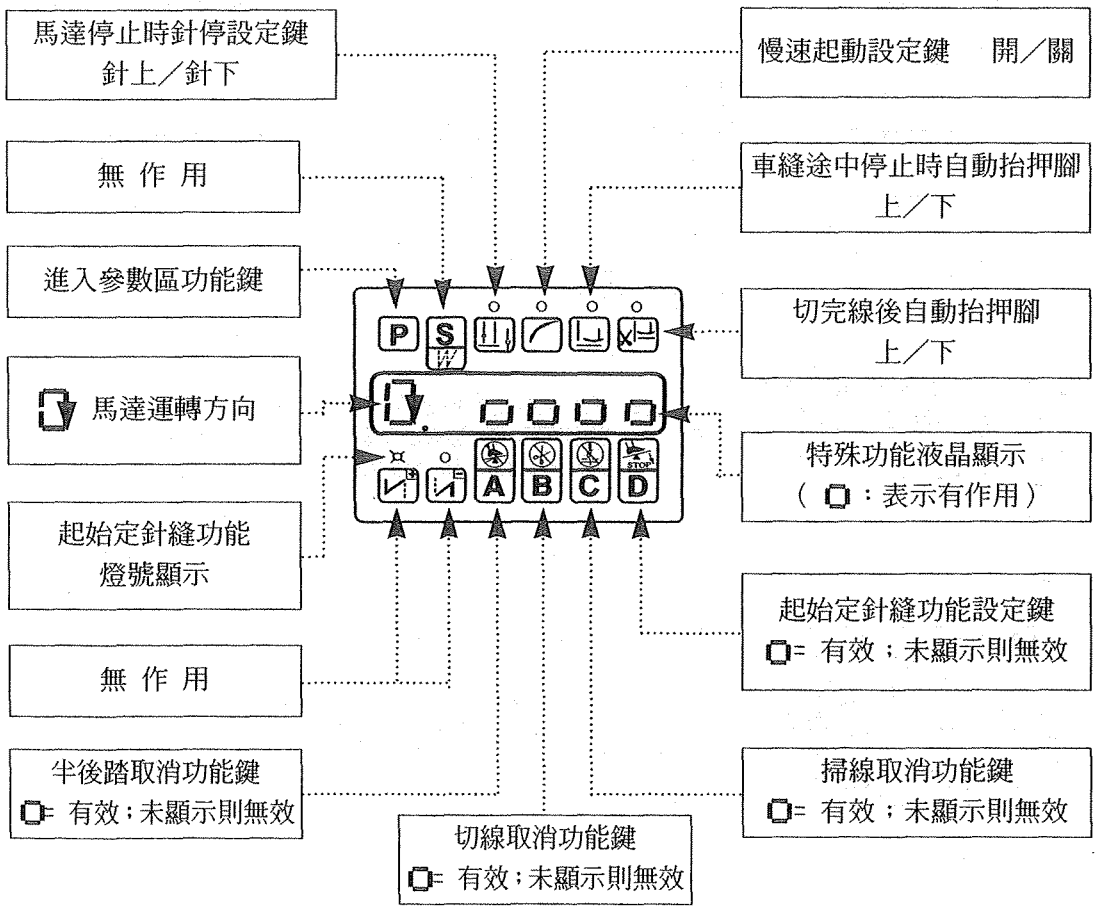 馬達停止時針停設定鍵
針上／針下
無 作 用
進入參數區功能鍵
馬達運轉方向
起始定針縫功能
燈號顯示
無 作 用
半後踏取消功能鍵
= 有效；未顯示則無效
慢速起動設定鍵 開／關
車縫途中停止時自動抬押腳
上／下
切完線後自動抬押腳
上／下
特殊功能液晶顯示
（ ：表示有作用）
起始定針縫功能設定鍵
= 有效；未顯示則無效
掃線取消功能鍵
= 有效；未顯示則無效
切線取消功能鍵
= 有效；未顯示則無效
P S
STOP
A B C D